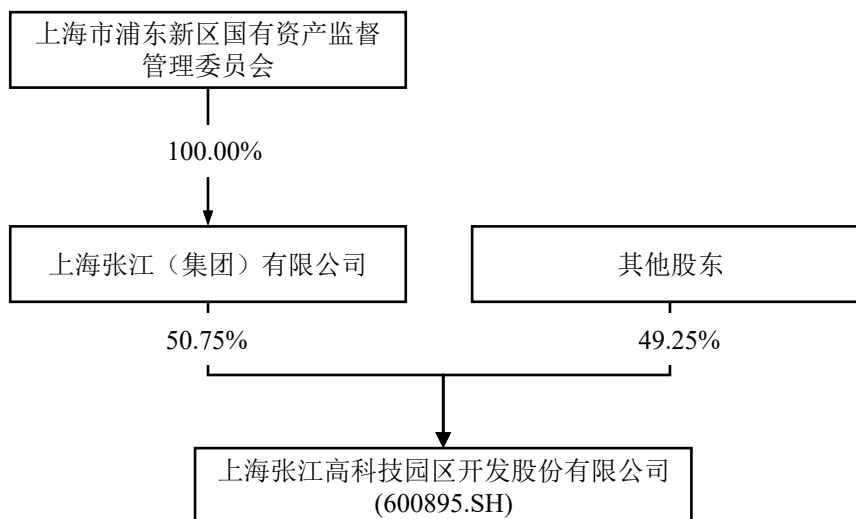 上海市浦东新区国有资产监督
管理委员会
100.00%
上海张江（集团）有限公司
其他股东
50.75%
49.25%
上海张江高科技园区开发股份有限公司
(600895.SH)